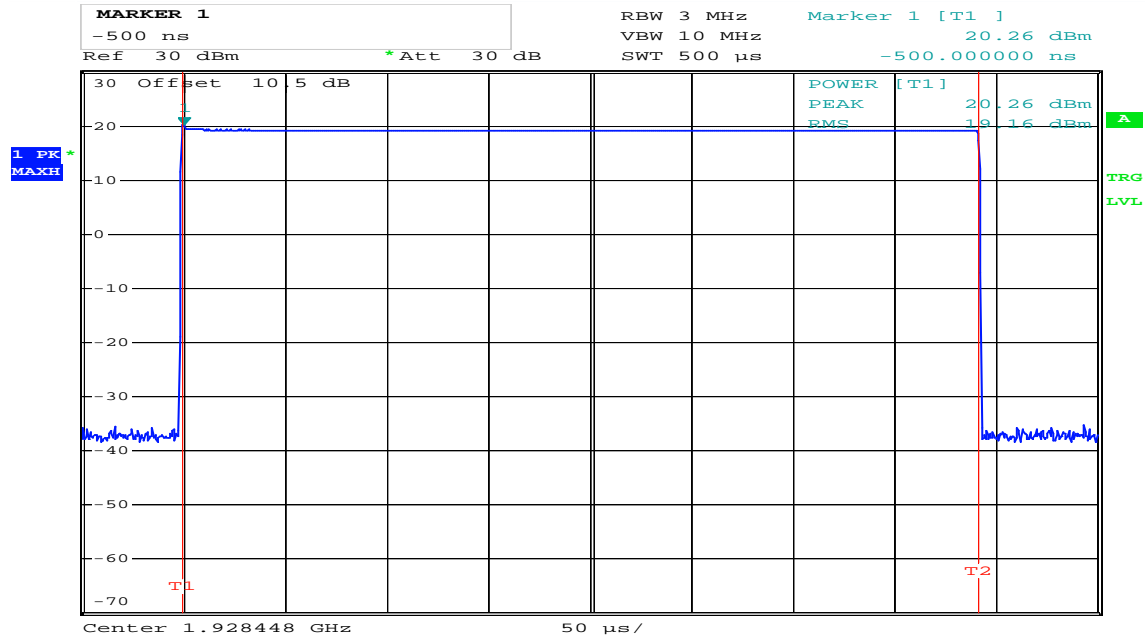 MARKER 1
-500 ns
RBW 3 MHz Marker 1 [T1 ]
VBW 10 MHz 20.26 dBm
Ref 30 dBm *Att 30 dB SWT 500 µs -500.000000 ns
30 Offset 10.5 dB POWER [T1]
1 PEAK 20.26 dBm
20 RMS 19.16 dBm A
1 PK *
MAXH
10 TRG
LVL
0
-10
-20
-30
-40
-50
-60
T1 T2
-70
Center 1.928448 GHz 50 µs/